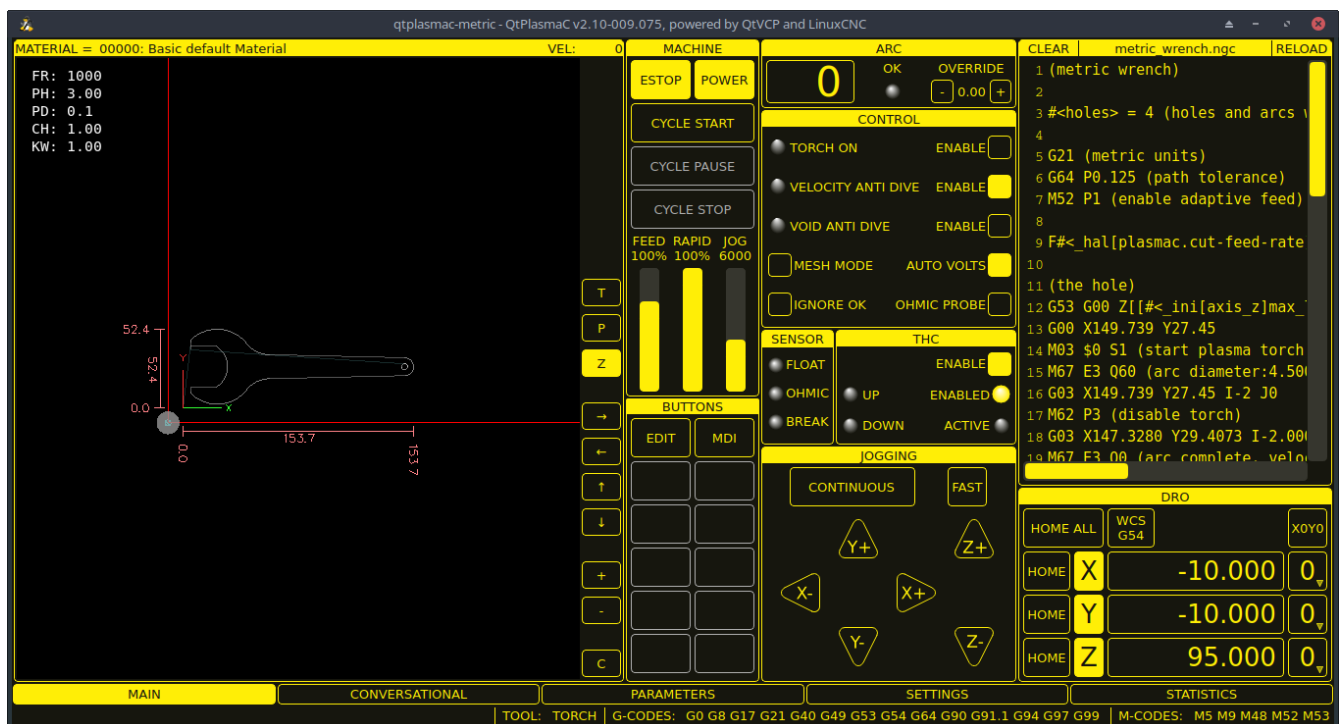 qtplasmac-metric - QtPlasmaC v2.10-009.075, powered by QtVCP and LinuxCNC
MATERIAL = 00000: Basic default Material VEL: 0
FR: 1000
PH: 3.00
PD: 0.1
CH: 1.00
KW: 1.00
52.4
52.4
0.0
Y
X
153.7
0.0
153.7
T
P
Z
→
←
↑
↓
+
-
C
MACHINE
ESTOP POWER
CYCLE START
CYCLE PAUSE
CYCLE STOP
FEED RAPID JOG
100% 100% 6000
BUTTONS
EDIT MDI
ARC
0 OK OVERRIDE
- 0.00 +
CONTROL
TORCH ON ENABLE
VELOCITY ANTI DIVE ENABLE
VOID ANTI DIVE ENABLE
MESH MODE AUTO VOLTS
IGNORE OK OHMIC PROBE
SENSOR
FLOAT
OHMIC
BREAK
THC
ENABLE
UP ENABLED
DOWN ACTIVE
JOGGING
CONTINUOUS FAST
Y+ Z+
X- X+
Y- Z-
CLEAR metric_wrench.ngc RELOAD
1 (metric wrench)
2
3 #<holes> = 4 (holes and arcs
4
5 G21 (metric units)
6 G64 P0.125 (path tolerance)
7 M52 P1 (enable adaptive feed)
8
9 F#<_hal[plasmac.cut-feed-rate
10
11 (the hole)
12 G53 G00 Z[[#<_ini[axis_z]max_
13 G00 X149.739 Y27.45
14 M03 $0 S1 (start plasma torch
15 M67 E3 Q60 (arc diameter:4.500
16 G03 X149.739 Y27.45 I-2 J0
17 M62 P3 (disable torch)
18 G03 X147.3280 Y29.4073 I-2.000
19 M67 E3 Q0 (arc complete, velo
DRO
HOME ALL WCS G54 X0Y0
HOME X -10.000 0
HOME Y -10.000 0
HOME Z 95.000 0
MAIN CONVERSATIONAL PARAMETERS SETTINGS STATISTICS
TOOL: TORCH G-CODES: G0 G8 G17 G21 G40 G49 G53 G54 G64 G90 G91.1 G94 G97 G99 M-CODES: M5 M9 M48 M52 M53